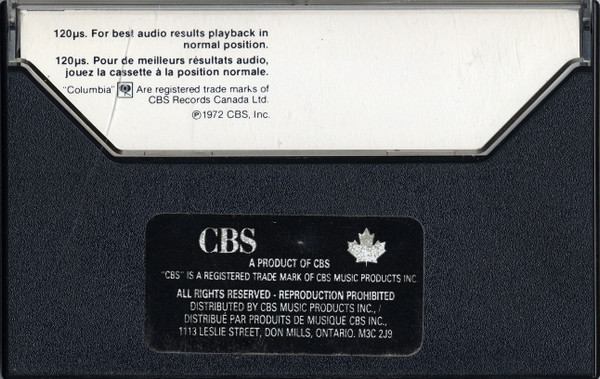 120µs. For best audio results playback in
normal position.
120µs. Pour de meilleurs résultats audio,
jouez la cassette à la position normale.
"Columbia" Are registered trade marks of
CBS Records Canada Ltd.
℗1972 CBS, Inc.
CBS
A PRODUCT OF CBS
"CBS" IS A REGISTERED TRADE MARK OF CBS MUSIC PRODUCTS INC.
ALL RIGHTS RESERVED - REPRODUCTION PROHIBITED
DISTRIBUTED BY CBS MUSIC PRODUCTS INC., /
DISTRIBUÉ PAR PRODUITS DE MUSIQUE CBS INC.,
1113 LESLIE STREET, DON MILLS, ONTARIO. M3C 2J9